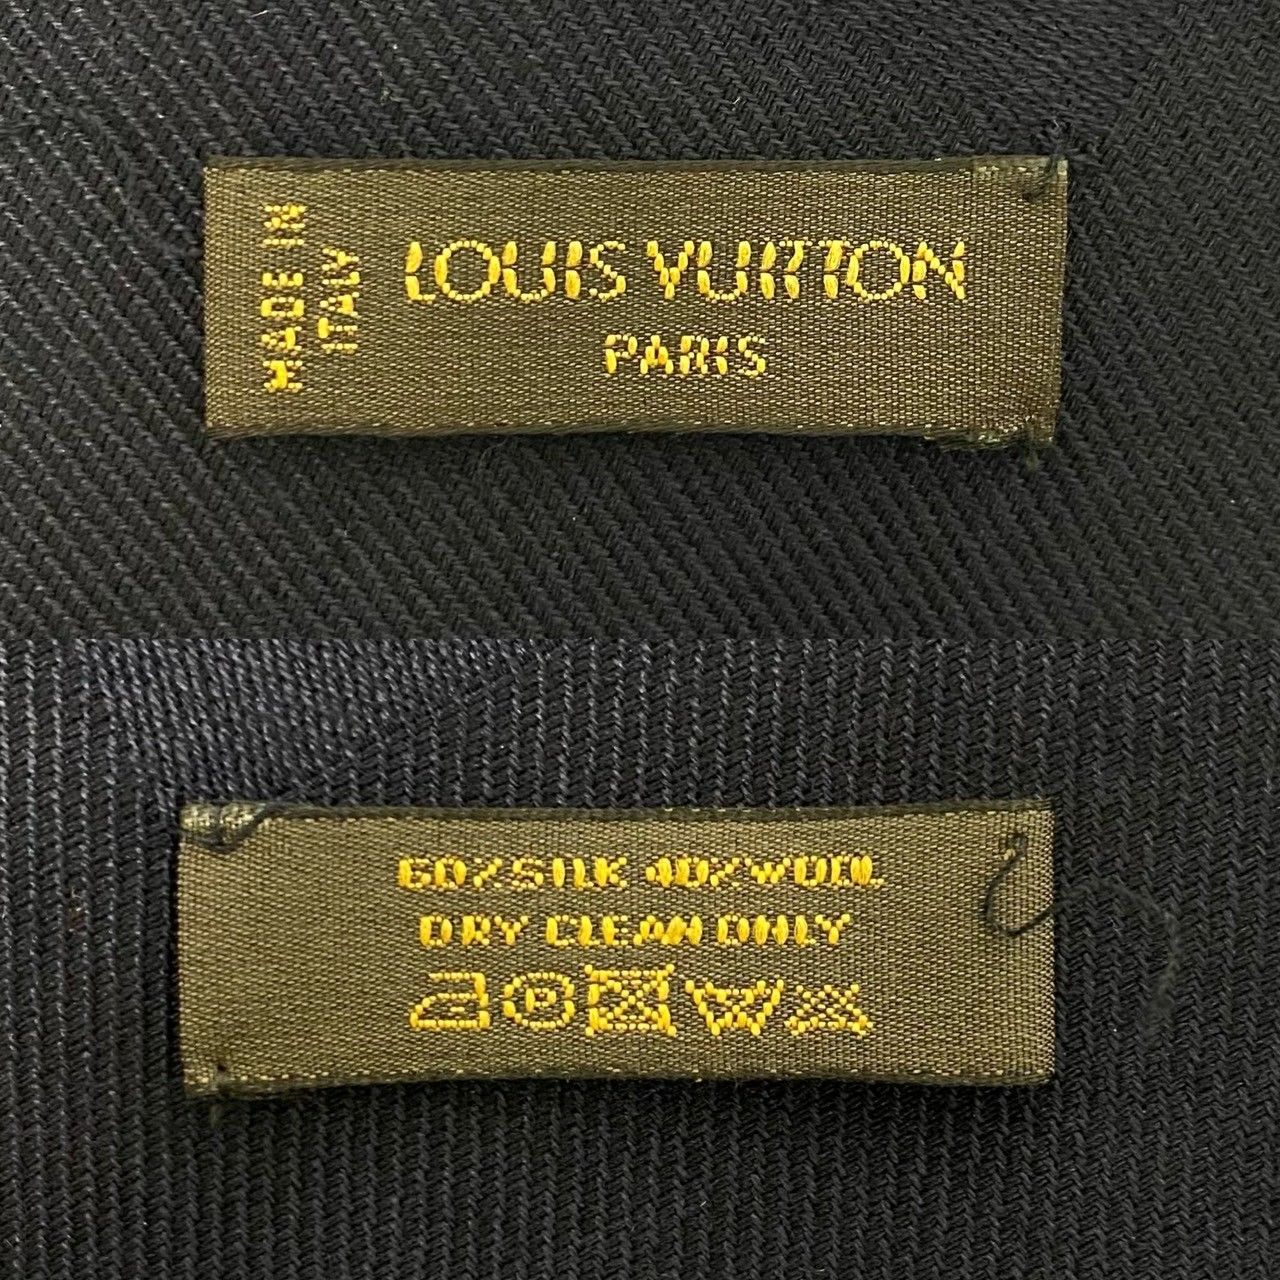 MADE IN
ITALY
LOUIS VUITTON
PARIS
60%SILK 40%WOOL
DRY CLEAN ONLY
P